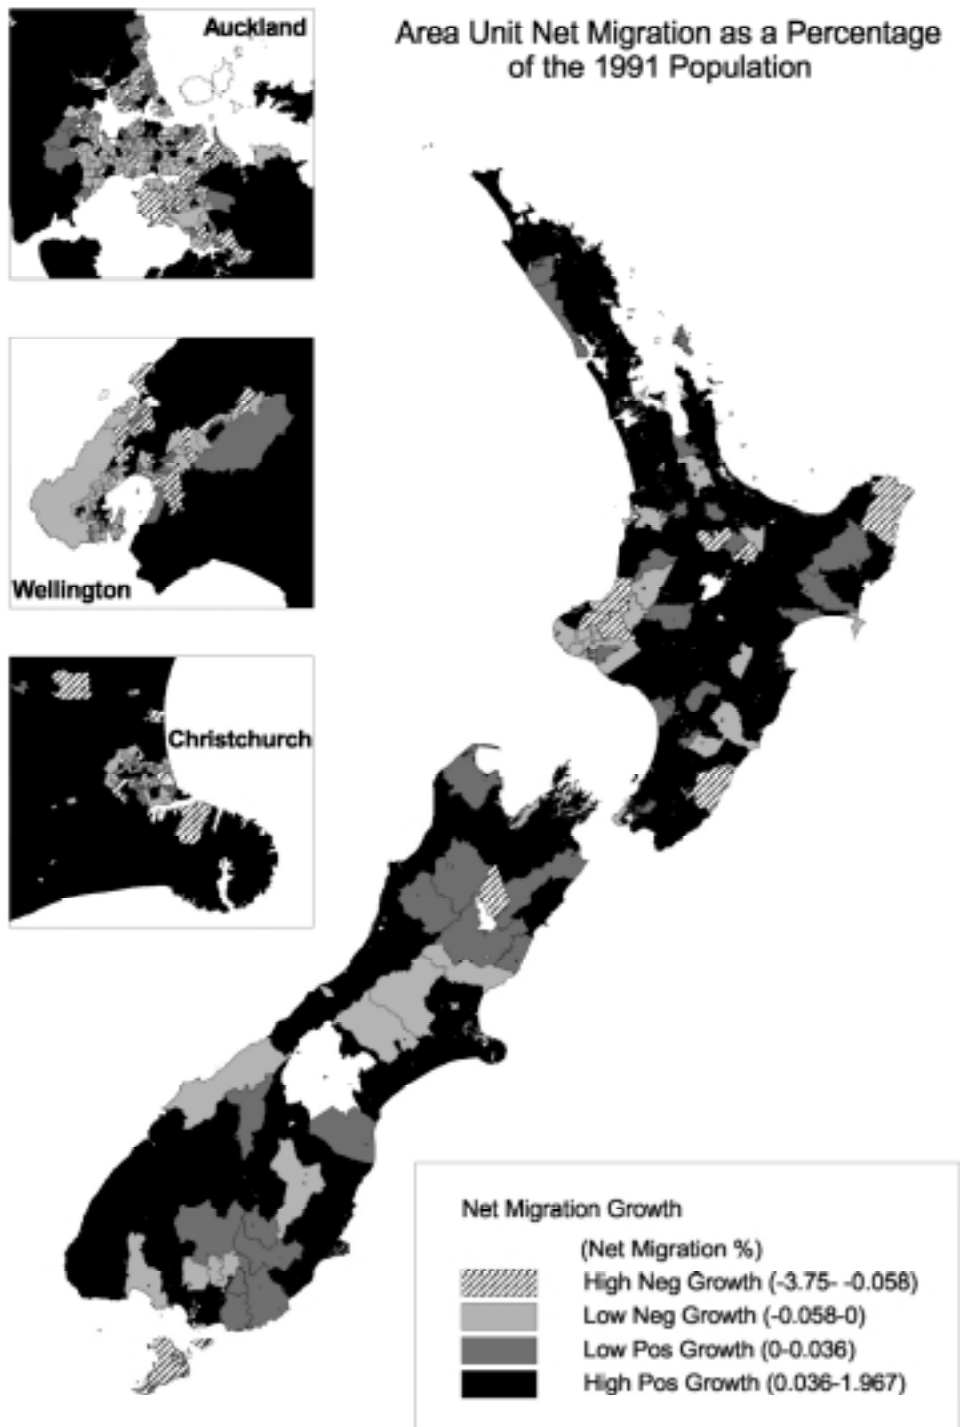 Area Unit Net Migration as a Percentage
of the 1991 Population
Auckland
Wellington
Christchurch
Net Migration Growth
(Net Migration %)
High Neg Growth (-3.75- -0.058)
Low Neg Growth (-0.058-0)
Low Pos Growth (0-0.036)
High Pos Growth (0.036-1.967)